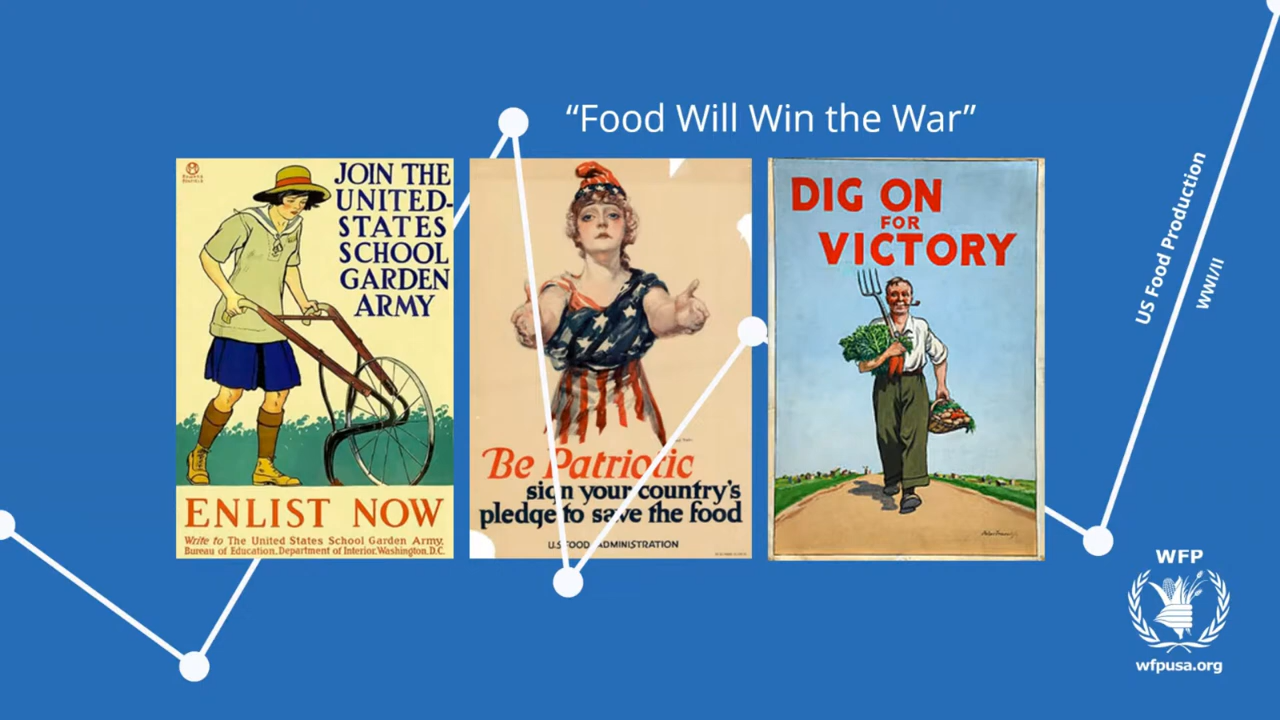 “Food Will Win the War”
JOIN THE
UNITED-
STATES
SCHOOL
GARDEN
ARMY
ENLIST NOW
Write to The United States School Garden Army,
Bureau of Education, Department of Interior, Washington, D.C.
Be Patriotic
sign your country's
pledge to save the food
U.S. FOOD ADMINISTRATION
DIG ON
FOR
VICTORY
US Food Production
WWI/II
WFP
wfpusa.org